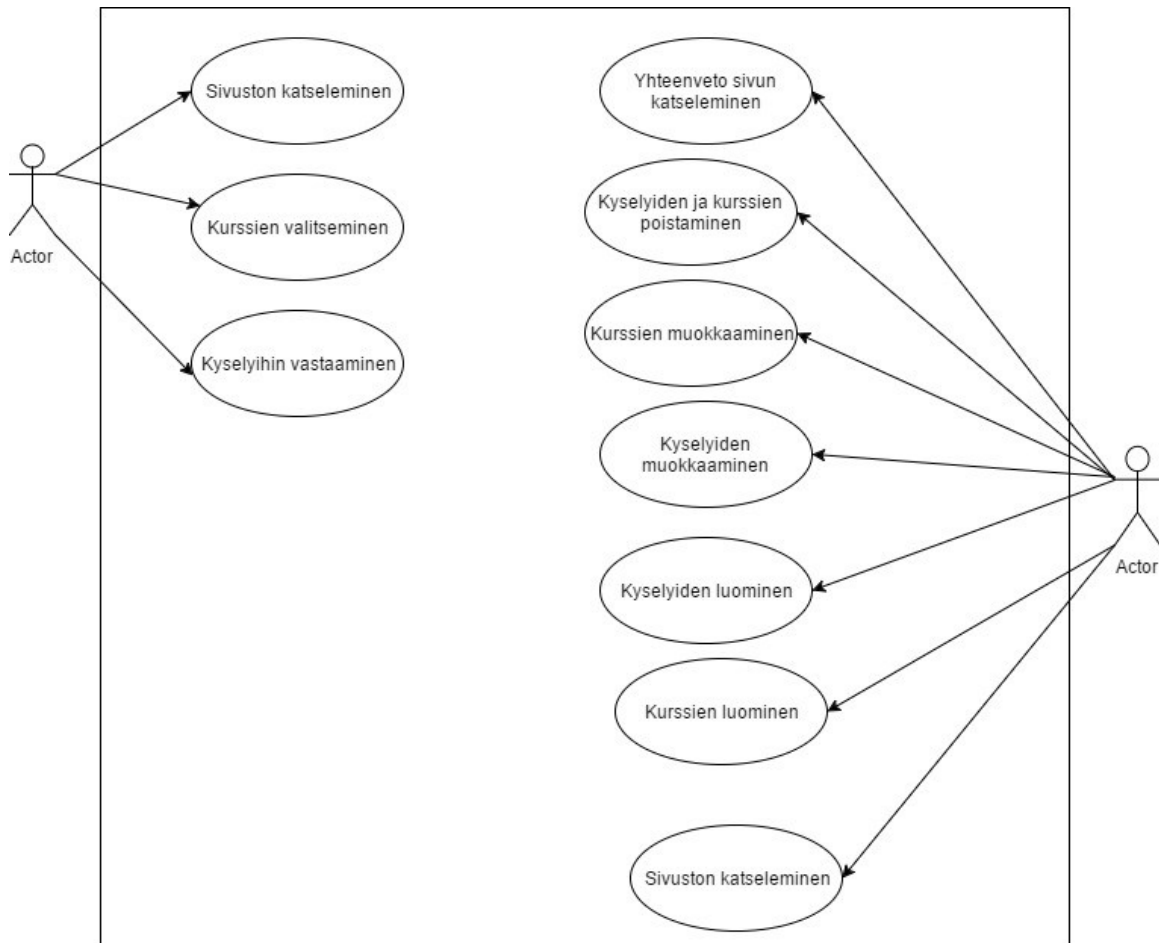 Sivuston katseleminen
Kurssien valitseminen
Kyselyihin vastaaminen
Actor
Yhteenveto sivun
katseleminen
Kyselyiden ja kurssien
poistaminen
Kurssien muokkaaminen
Kyselyiden
muokkaaminen
Kyselyiden luominen
Kurssien luominen
Sivuston katseleminen
Actor